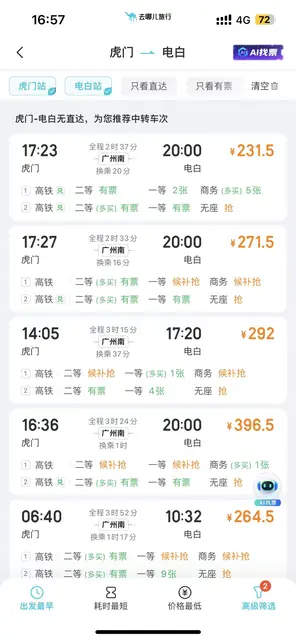 16:57
去哪儿旅行
4G 72
虎门 电白
AI找票
虎门站 电白站 只看直达 只看有票 清空
虎门-电白无直达，为您推荐中转车次
17:23 全程2时37分 20:00 ¥231.5
广州南
虎门 换乘20分 电白
1 高铁 兑 二等 有票 一等 2张 商务 (多买) 5张
2 高铁 二等 (多买) 有票 一等 有票 无座 抢
17:27 全程2时33分 20:00 ¥271.5
广州南
虎门 换乘16分 电白
1 高铁 二等 (多买) 有票 一等 候补抢 商务 候补抢
2 高铁 兑 二等 (多买) 有票 一等 有票 无座 抢
14:05 全程3时15分 17:20 ¥292
广州南
虎门 换乘37分 电白
1 高铁 二等 候补抢 一等 (多买) 1张 商务 候补抢
2 高铁 二等 有票 一等 4张 无座 抢
16:36 全程3时24分 20:00 ¥396.5
广州南
虎门 换乘1时 电白
1 高铁 二等 候补抢 一等 候补抢 商务 (多买) 1张
2 高铁 兑 二等 (多买) 有票 一等 有票 无座 抢
AI找票
06:40 全程3时52分 10:32 ¥264.5
广州南
虎门 换乘1时17分 电白
1 高铁 二等 (多买) 有票 一等 候补抢 商务 候补抢
2 高铁 二等 (多买) 有票 一等 9张 无座 抢
2
出发最早 耗时最短 价格最低 高级筛选